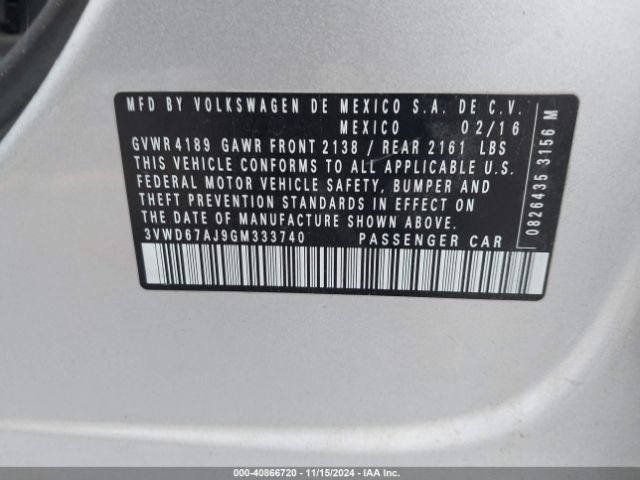 MFD BY VOLKSWAGEN DE MEXICO S.A. DE C.V.
MEXICO 02/16
GVWR 4189 GAWR FRONT 2138 / REAR 2161 LBS
THIS VEHICLE CONFORMS TO ALL APPLICABLE U.S.
FEDERAL MOTOR VEHICLE SAFETY, BUMPER AND
THEFT PREVENTION STANDARDS IN EFFECT ON
THE DATE OF MANUFACTURE SHOWN ABOVE.
3VWD67AJ9GM333740 PASSENGER CAR
0826435 3156 M
000-40866720 - 11/15/2024 - Copyright © IAA, Inc.